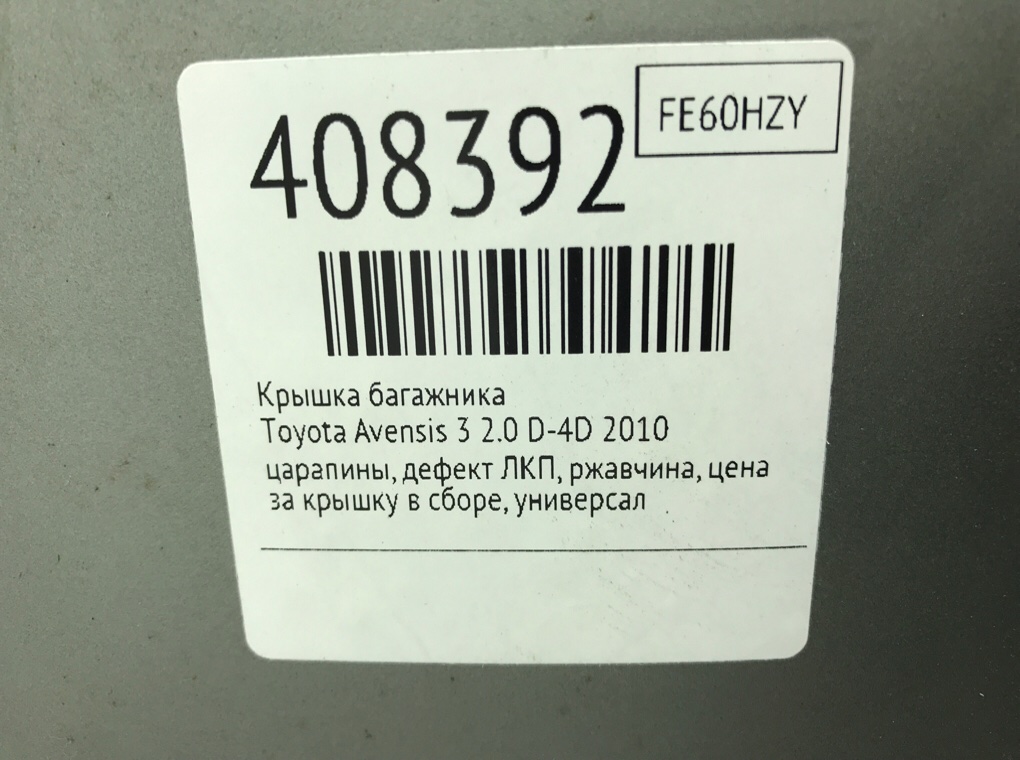 408392
FE60HZY
Крышка багажника
Toyota Avensis 3 2.0 D-4D 2010
царапины, дефект ЛКП, ржавчина, цена
за крышку в сборе, универсал